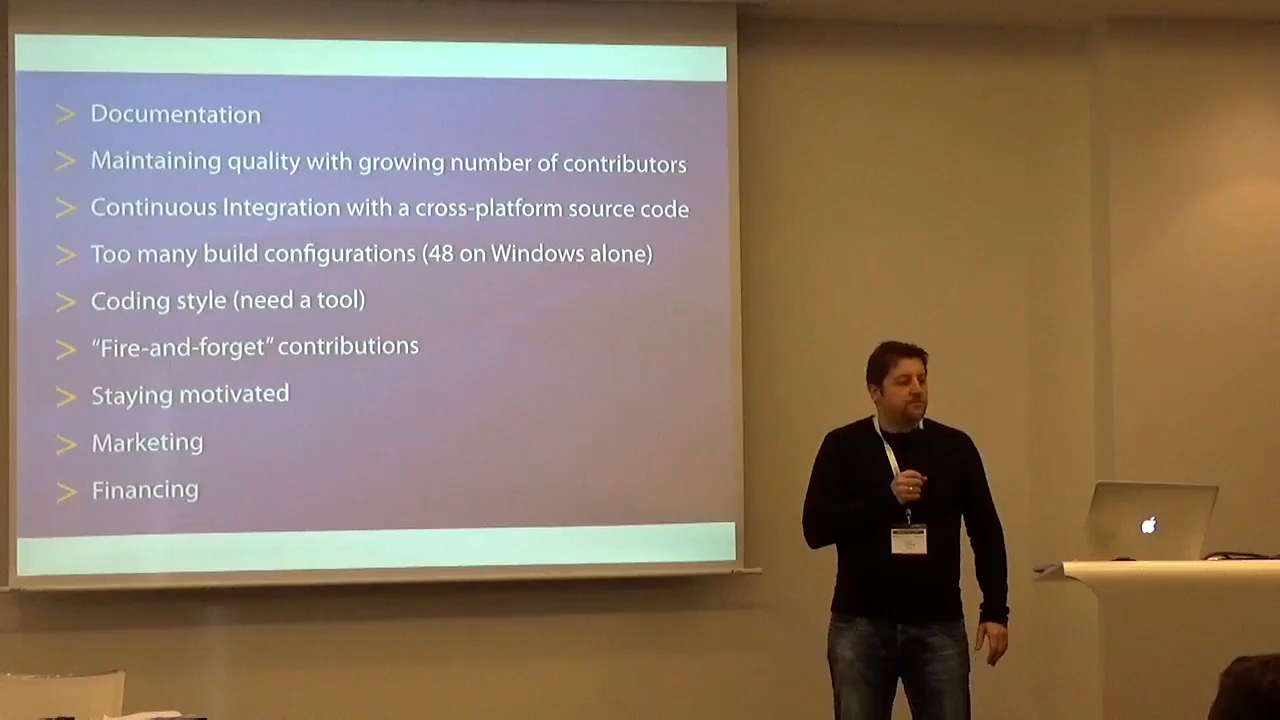 > Documentation
> Maintaining quality with growing number of contributors
> Continuous Integration with a cross-platform source code
> Too many build configurations (48 on Windows alone)
> Coding style (need a tool)
> “Fire-and-forget” contributions
> Staying motivated
> Marketing
> Financing